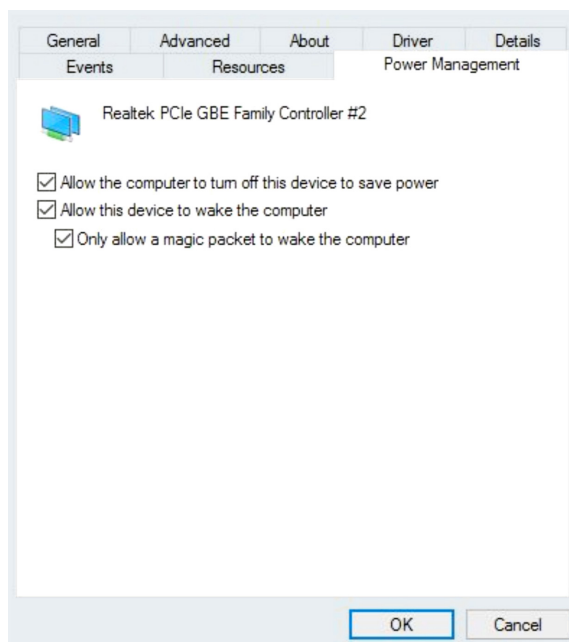 General Advanced About Driver Details
Events Resources Power Management
Realtek PCIe GBE Family Controller #2
Allow the computer to turn off this device to save power
Allow this device to wake the computer
Only allow a magic packet to wake the computer
OK Cancel